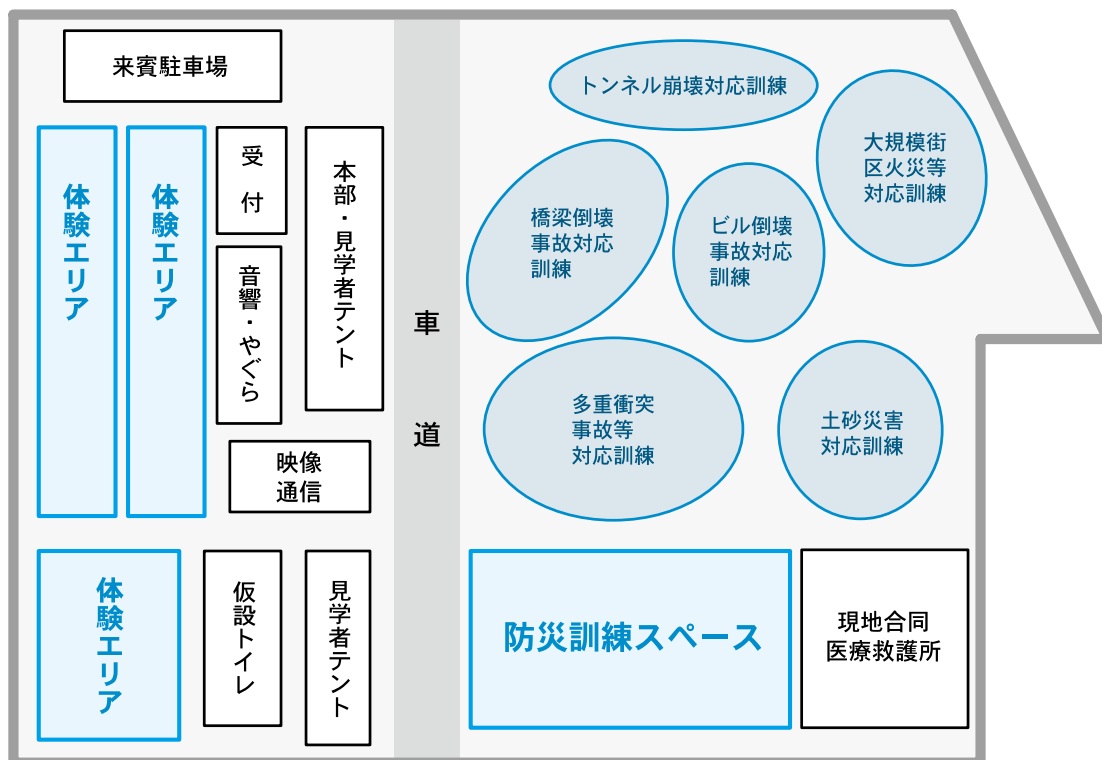 来賓駐車場
体験エリア
体験エリア
受付
本部・見学者テント
音響・やぐら
映像
通信
体験エリア
仮設トイレ
見学者テント
車道
トンネル崩壊対応訓練
大規模街
区火災等
対応訓練
橋梁倒壊
事故対応
訓練
ビル倒壊
事故対応
訓練
多重衝突
事故等
対応訓練
土砂災害
対応訓練
防災訓練スペース
現地合同
医療救護所